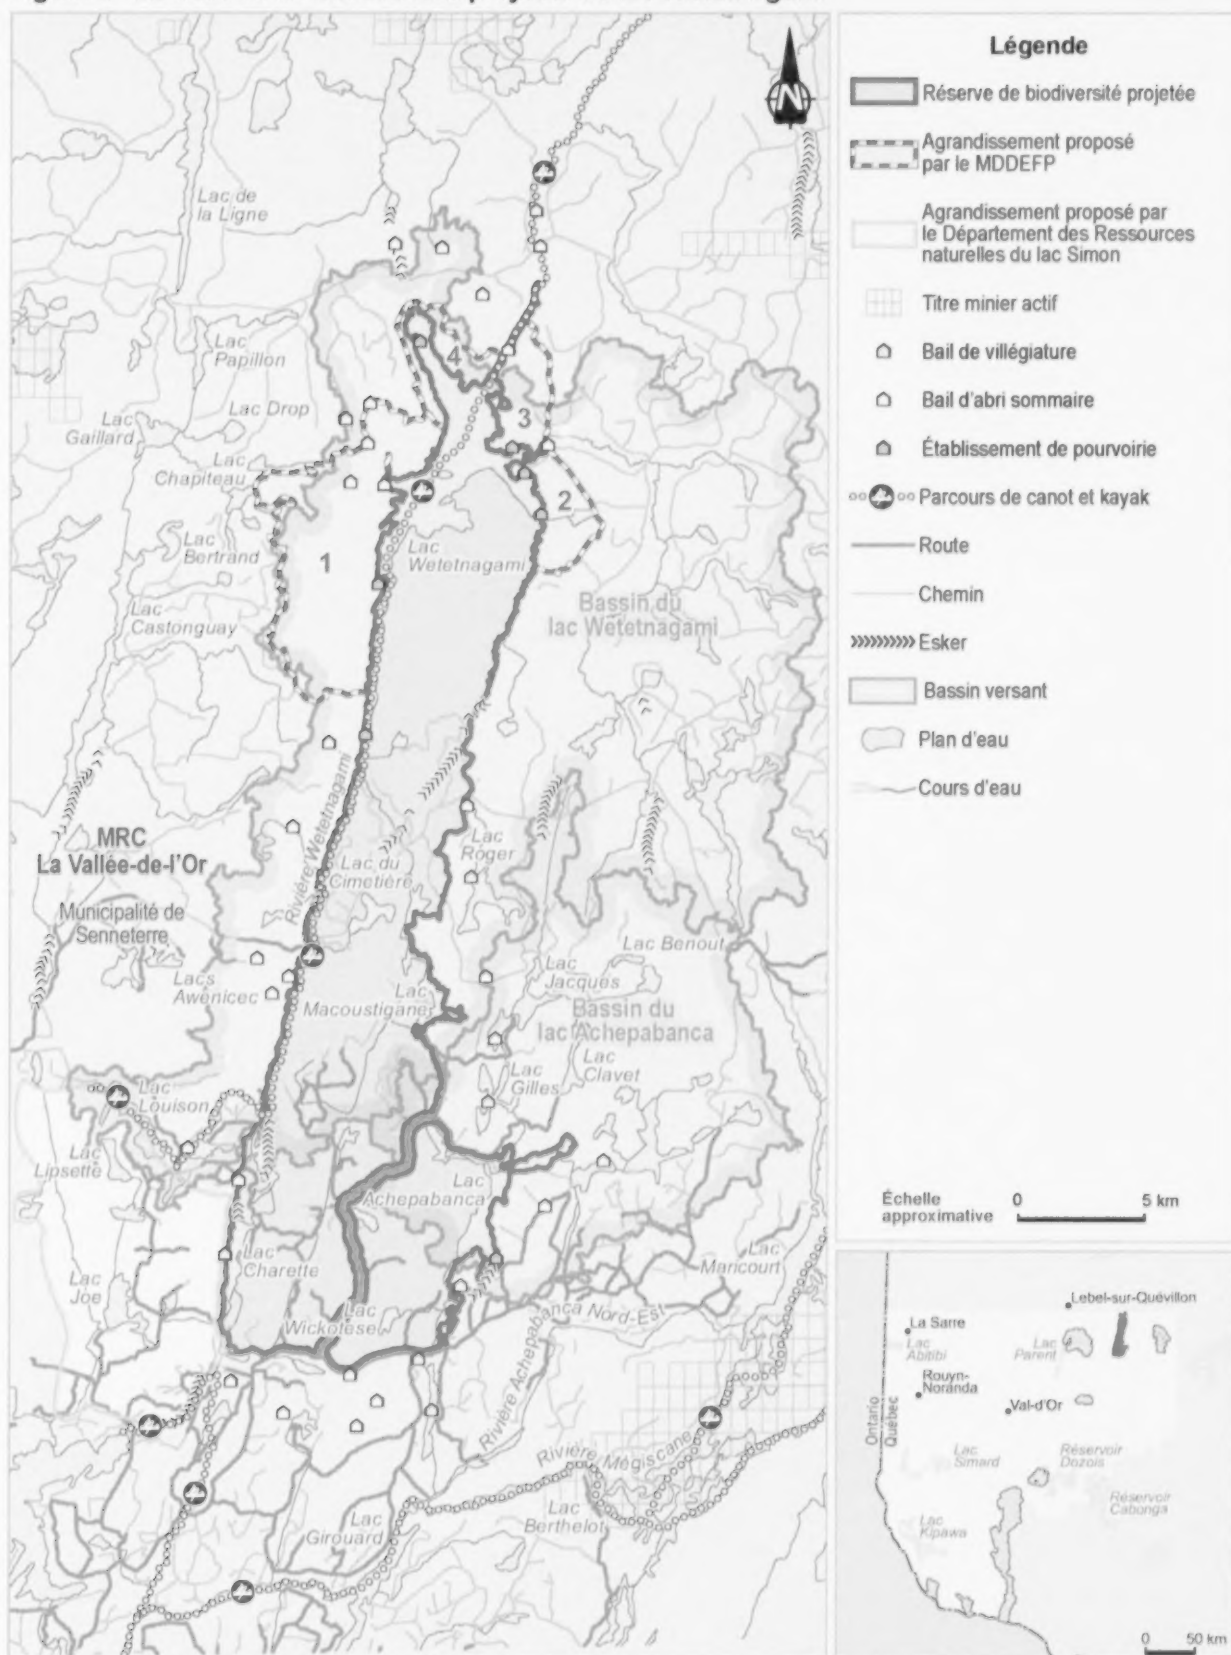 N
Lac de
la Ligne
Lac
Papillon
Lac Drop
Lac
Gaillard
Lac
Chapiteau
Lac
Bertrand
Lac
Castonguay
1
2
3
4
Lac
Wetetnagami
Bassin du
lac Wetetnagami
Rivière Wetetnagami
MRC
La Vallée-de-l'Or
Municipalité de
Senneterre
Lac du
Cimetière
Lac
Roger
Lac Benout
Lacs
Awènicec
Lac
Macoustigane
Lac
Jacques
Bassin du
lac Achepabanca
Lac
Gilles
Lac
Clavet
Lac
Louison
Lac
Lipsette
Lac
Achepabanca
Lac
Joe
Lac
Charette
Lac
Wickotese
Lac
Maricourt
Rivière Achepabanca Nord-Est
Rivière Achepabanca
Rivière Mégiscane
Lac
Berthelot
Lac
Girouard
Légende
Réserve de biodiversité projetée
Agrandissement proposé
par le MDDEFP
Agrandissement proposé par
le Département des Ressources
naturelles du lac Simon
Titre minier actif
Bail de villégiature
Bail d'abri sommaire
Établissement de pourvoirie
Parcours de canot et kayak
Route
Chemin
Esker
Bassin versant
Plan d'eau
Cours d'eau
Échelle
approximative
0 5 km
Lebel-sur-Quévillon
La Sarre
Lac
Abitibi
Lac
Parent
Rouyn-
Noranda
Val-d'Or
Ontario
Québec
Lac
Simard
Réservoir
Dozois
Réservoir
Cabonga
Lac
Kipawa
0 50 km